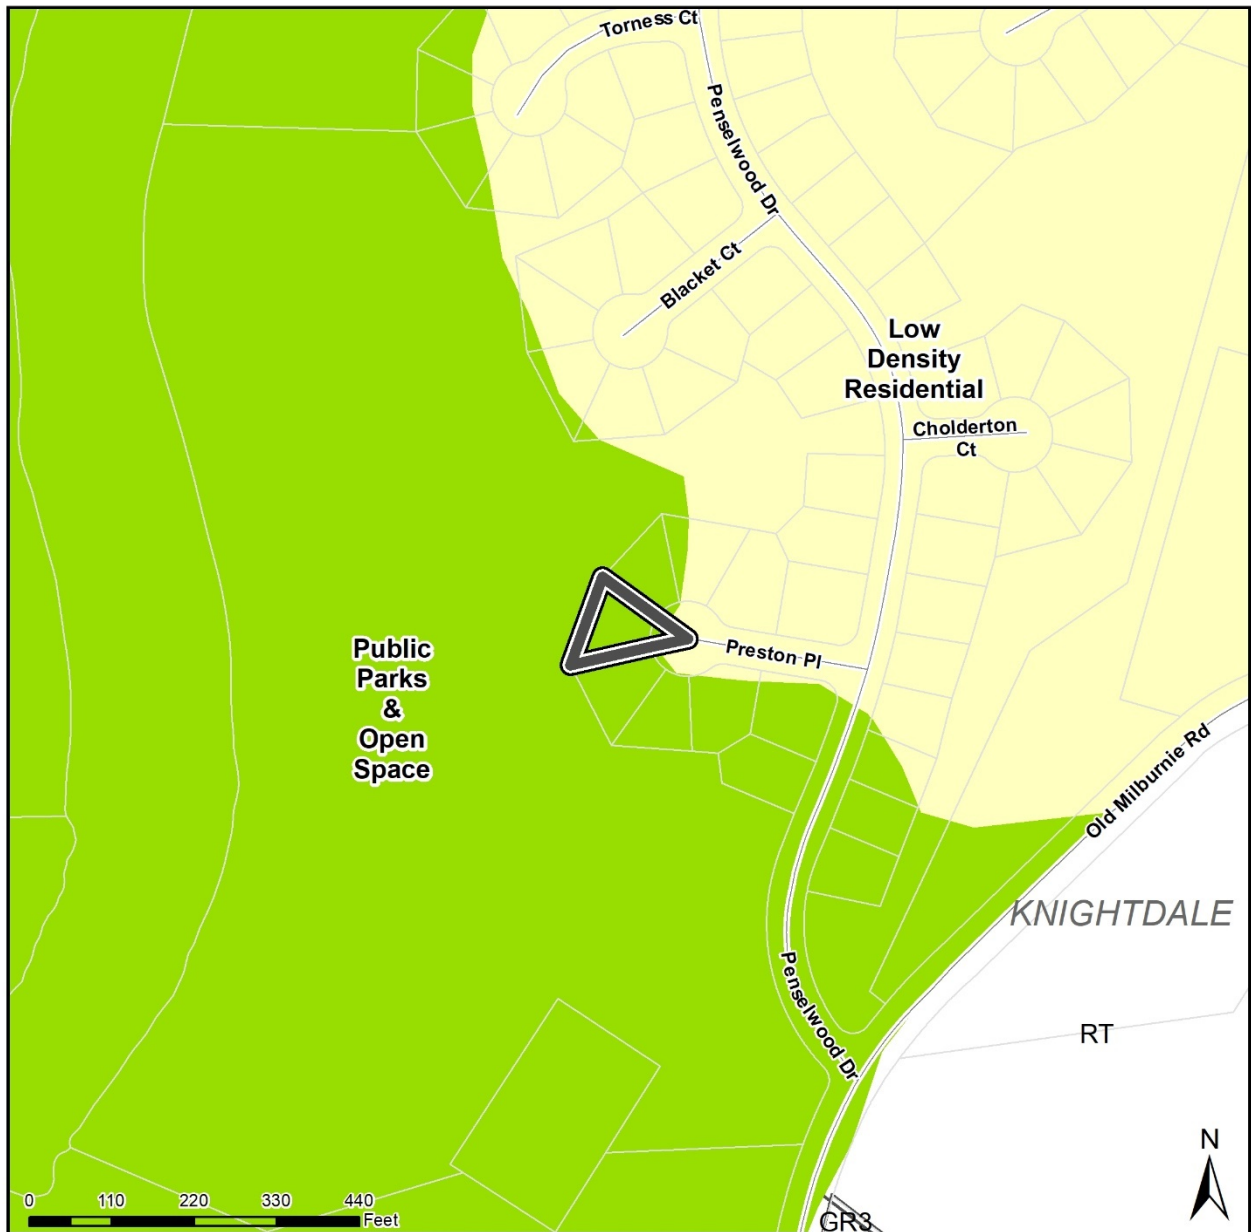 Torness Ct
Penselwood Dr
Blacket Ct
Low
Density
Residential
Cholderton
Ct
Public
Parks
&
Open
Space
Preston Pl
Old Milburnie Rd
KNIGHTDALE
Penselwood Dr
RT
N
0 110 220 330 440
Feet
GR3